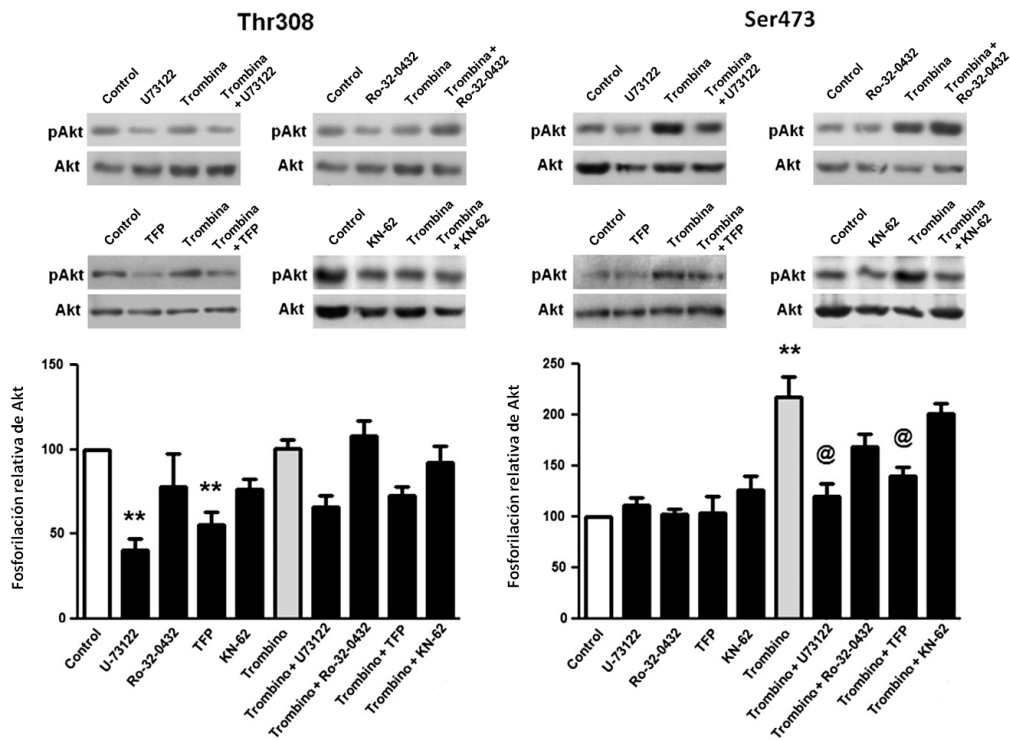 Thr308
Ser473
Control
U73122
Trombina
Trombina
+ U73122
Control
Ro-32-0432
Trombina
Trombina +
Ro-32-0432
pAkt
Akt
pAkt
Akt
Control
TFP
Trombina
Trombina
+ TFP
Control
KN-62
Trombina
Trombina
+ KN-62
pAkt
Akt
pAkt
Akt
Control
U73122
Trombina
Trombina
+ U73122
Control
Ro-32-0432
Trombina
Trombina +
Ro-32-0432
pAkt
Akt
pAkt
Akt
Control
TFP
Trombina
Trombina
+ TFP
Control
KN-62
Trombina
Trombina
+ KN-62
pAkt
Akt
pAkt
Akt
Fosforilación relativa de Akt
150
100
50
0
**
**
Control
U-73122
Ro-32-0432
TFP
KN-62
Trombino
Trombino + U73122
Trombino + Ro-32-0432
Trombino + TFP
Trombino + KN-62
Fosforilación relativa de Akt
250
200
150
100
50
0
**
@
@
Control
U-73122
Ro-32-0432
TFP
KN-62
Trombino
Trombino + U73122
Trombino + Ro-32-0432
Trombino + TFP
Trombino + KN-62